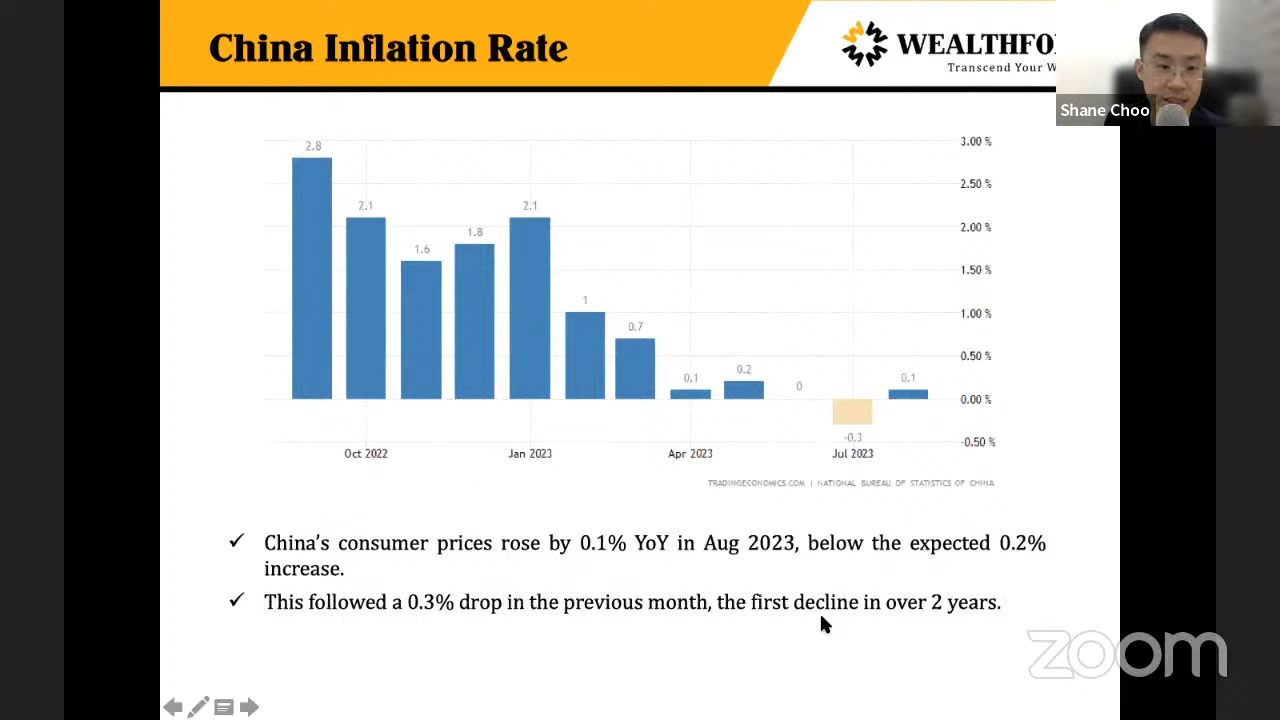 China Inflation Rate
WEALTHFO
Transcend Your W
Shane Choo
3.00 %
2.50 %
2.00 %
1.50 %
1.00 %
0.50 %
0.00 %
-0.50 %
2.8
2.1
1.6
1.8
2.1
1
0.7
0.1
0.2
0
-0.3
0.1
Oct 2022
Jan 2023
Apr 2023
Jul 2023
TRADINGECONOMICS.COM | NATIONAL BUREAU OF STATISTICS OF CHINA
✓ China’s consumer prices rose by 0.1% YoY in Aug 2023, below the expected 0.2%
increase.
✓ This followed a 0.3% drop in the previous month, the first decline in over 2 years.
zoom